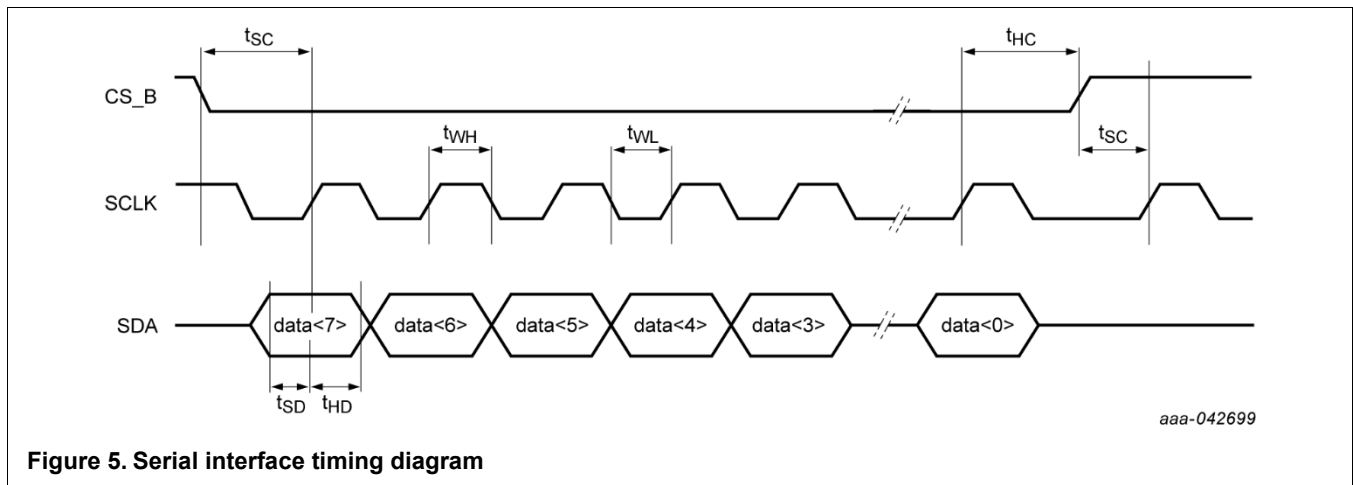 tSC
tHC
CS_B
tWH
tWL
tSC
SCLK
SDA
data<7>
data<6>
data<5>
data<4>
data<3>
data<0>
tSD
tHD
aaa-042699
Figure 5. Serial interface timing diagram